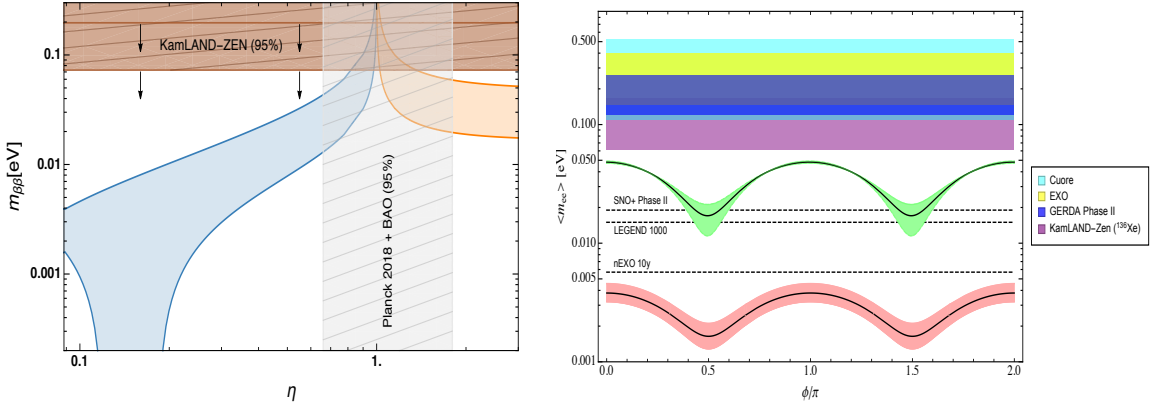 KamLAND-ZEN (95%)
Planck 2018 + BAO (95%)
m_ββ[eV]
0.1
0.01
0.001
0.1
1.
η
<m_ee> [eV]
0.500
0.100
0.050
0.010
0.005
0.001
SNO+ Phase II
LEGEND 1000
nEXO 10y
0.0
0.5
1.0
1.5
2.0
ϕ/π
Cuore
EXO
GERDA Phase II
KamLAND-Zen (¹³⁶Xe)